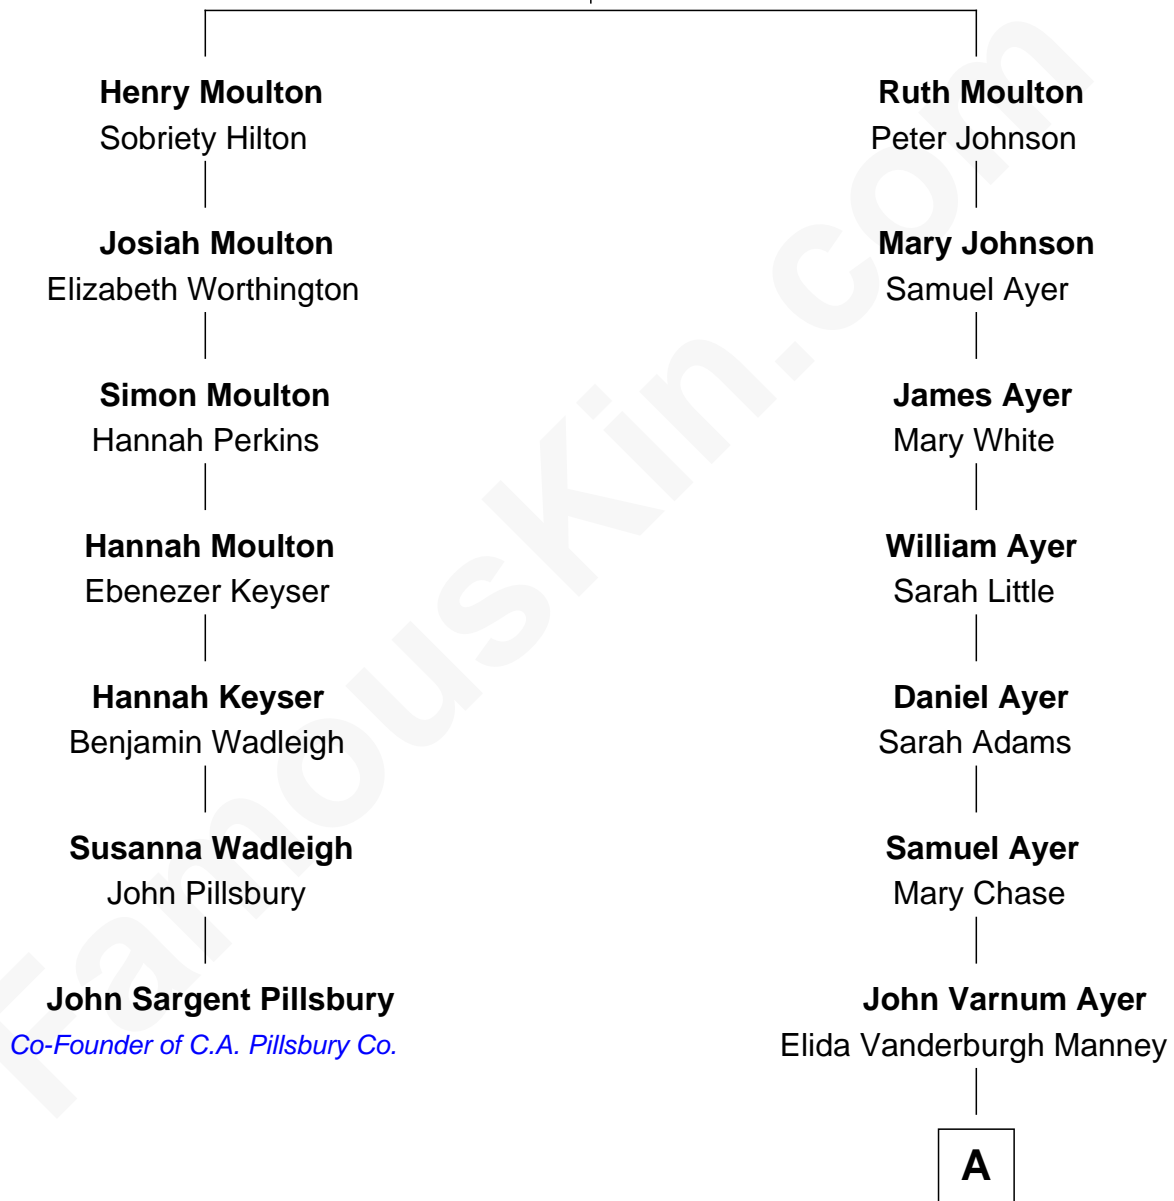 Henry Moulton
Sobriety Hilton
Josiah Moulton
Elizabeth Worthington
Simon Moulton
Hannah Perkins
Hannah Moulton
Ebenezer Keyser
Hannah Keyser
Benjamin Wadleigh
Susanna Wadleigh
John Pillsbury
John Sargent Pillsbury
Co-Founder of C.A. Pillsbury Co.
Ruth Moulton
Peter Johnson
Mary Johnson
Samuel Ayer
James Ayer
Mary White
William Ayer
Sarah Little
Daniel Ayer
Sarah Adams
Samuel Ayer
Mary Chase
John Varnum Ayer
Elida Vanderburgh Manney
A
FamousKin.com